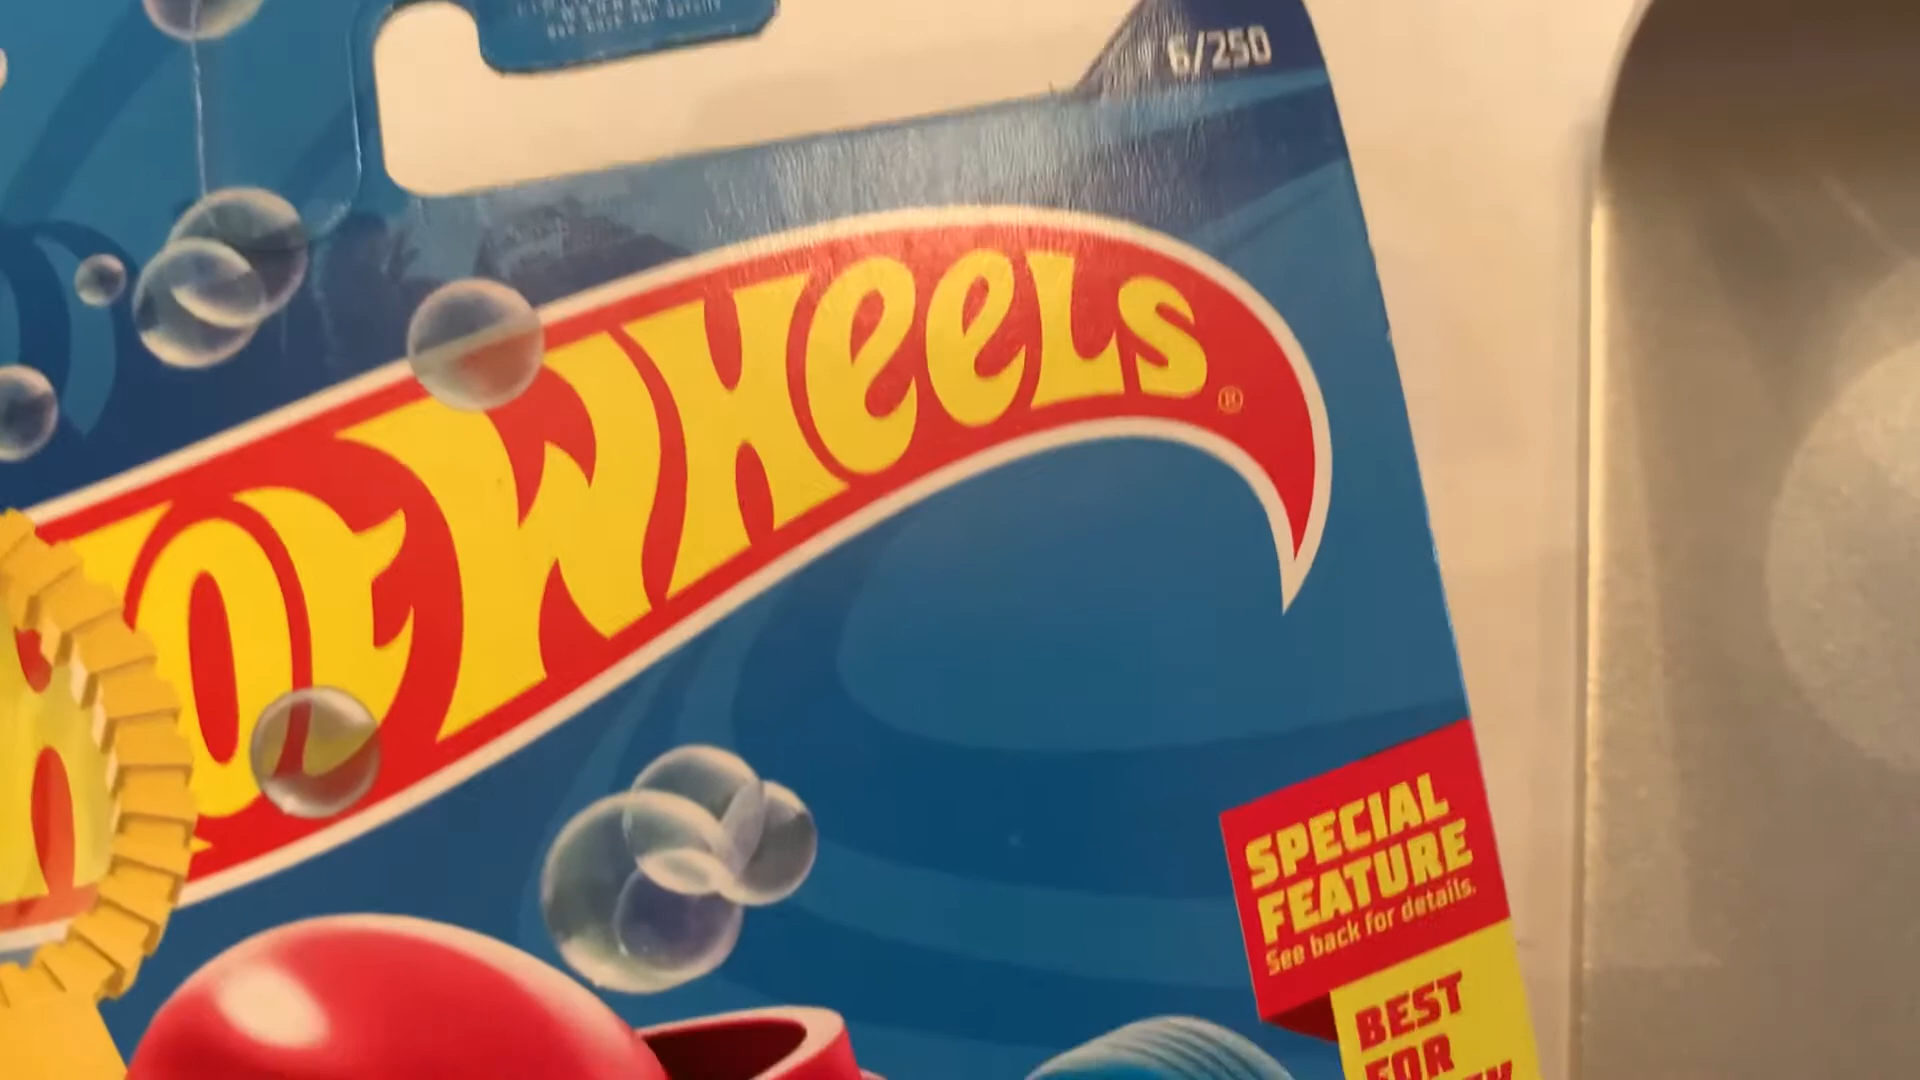 6/250
HOT WHEELS®
SPECIAL
FEATURE
See back for details.
BEST
FOR